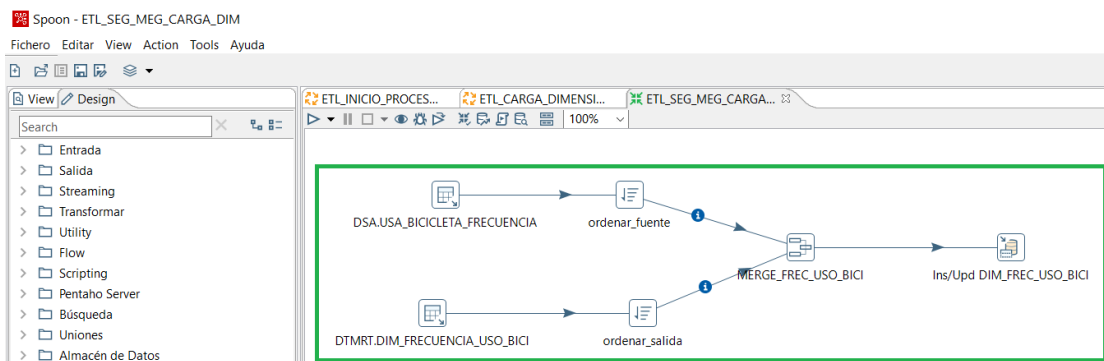 Spoon - ETL_SEG_MEG_CARGA_DIM
Fichero Editar View Action Tools Ayuda
View Design
ETL_INICIO_PROCES... ETL_CARGA_DIMENSI... ETL_SEG_MEG_CARGA...
Search
100%
Entrada
Salida
Streaming
Transformar
Utility
Flow
Scripting
Pentaho Server
Búsqueda
Uniones
Almacén de Datos
DSA.USA_BICICLETA_FRECUENCIA ordenar_fuente
MERGE_FREC_USO_BICI Ins/Upd DIM_FREC_USO_BICI
DTMRT.DIM_FRECUENCIA_USO_BICI ordenar_salida